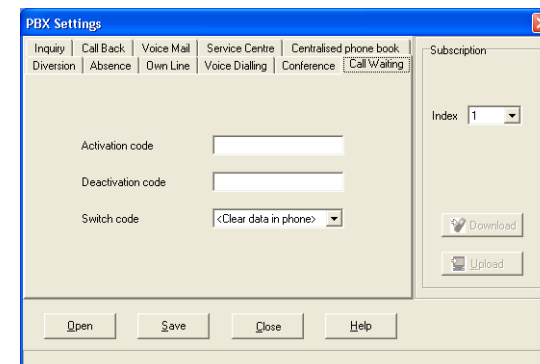 PBX Settings
Inquiry Call Back Voice Mail Service Centre Centralised phone book
Diversion Absence Own Line Voice Dialling Conference Call Waiting
Subscription
Index 1
Activation code
Deactivation code
Switch code <Clear data in phone>
Download
Upload
Open Save Close Help